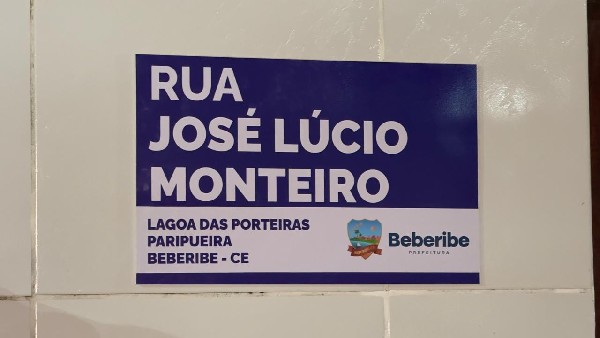 RUA
JOSÉ LÚCIO
MONTEIRO
LAGOA DAS PORTEIRAS
PARIPUEIRA
BEBERIBE - CE
Beberibe
PREFEITURA